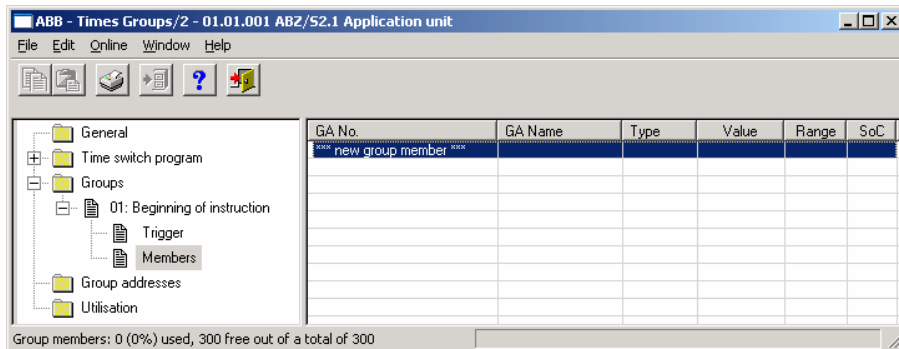 ABB - Times Groups/2 - 01.01.001 ABZ/S2.1 Application unit
File Edit Online Window Help
?
General
Time switch program
Groups
01: Beginning of instruction
Trigger
Members
Group addresses
Utilisation
GA No. GA Name Type Value Range SoC
*** new group member ***
Group members: 0 (0%) used, 300 free out of a total of 300